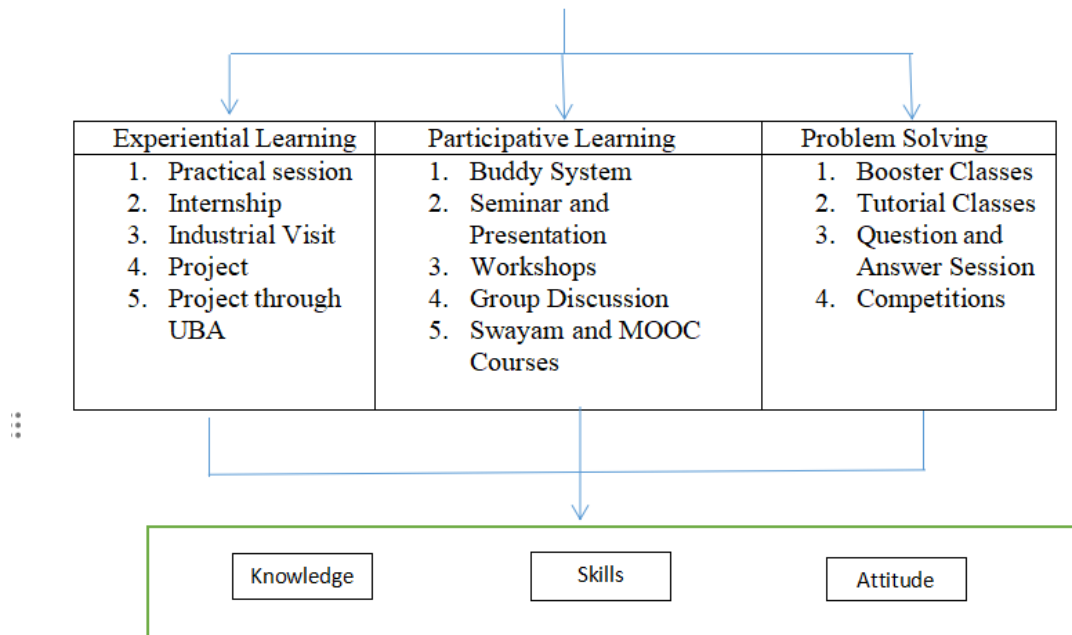 Experiential Learning
1. Practical session
2. Internship
3. Industrial Visit
4. Project
5. Project through
UBA
Participative Learning
1. Buddy System
2. Seminar and
Presentation
3. Workshops
4. Group Discussion
5. Swayam and MOOC
Courses
Problem Solving
1. Booster Classes
2. Tutorial Classes
3. Question and
Answer Session
4. Competitions
Knowledge
Skills
Attitude